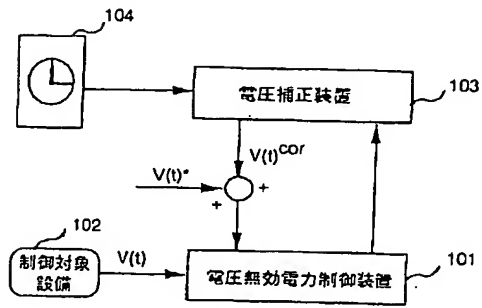 104
電圧補正装置
103
V(t)cor
V(t)*
+
+
102
制御対象
設備
V(t)
電圧無効電力制御装置
101